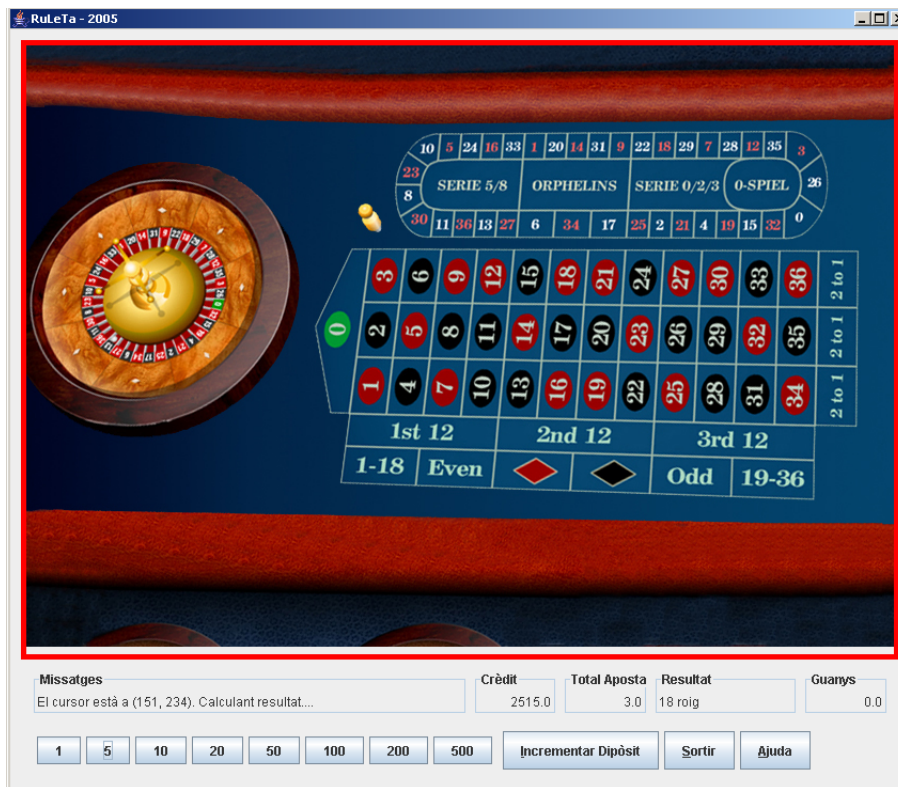 RuLeTa - 2005
10 5 24 16 33 1 20 14 31 9 22 18 29 7 28 12 35 3
23
8 SERIE 5/8 ORPHELINS SERIE 0/2/3 0-SPIEL 26
30 11 36 13 27 6 34 17 25 2 21 4 19 15 32 0
3 6 9 12 15 18 21 24 27 30 33 36 2 to 1
0 2 5 8 11 14 17 20 23 26 29 32 35 2 to 1
1 4 7 10 13 16 19 22 25 28 31 34 2 to 1
1st 12 2nd 12 3rd 12
1-18 Even Odd 19-36
Missatges Crèdit Total Aposta Resultat Guanys
El cursor està a (151, 234). Calculant resultat.... 2515.0 3.0 18 roig 0.0
1 5 10 20 50 100 200 500 Incrementar Dipòsit Sortir Ajuda